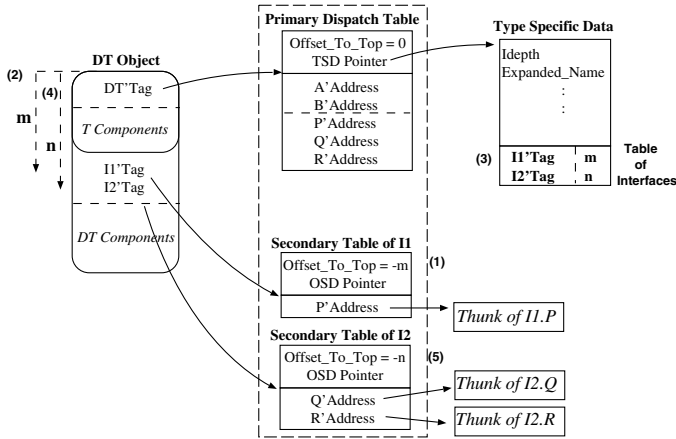 Primary Dispatch Table
Offset_To_Top = 0
TSD Pointer
A'Address
B'Address
P'Address
Q'Address
R'Address
Type Specific Data
Idepth
Expanded_Name
:
:
(3)
I1'Tag m
I2'Tag n
Table
of
Interfaces
DT Object
(2)
(4)
m
n
DT'Tag
T Components
I1'Tag
I2'Tag
DT Components
Secondary Table of I1
(1)
Offset_To_Top = -m
OSD Pointer
P'Address
Thunk of I1.P
Secondary Table of I2
(5)
Offset_To_Top = -n
OSD Pointer
Q'Address
R'Address
Thunk of I2.Q
Thunk of I2.R